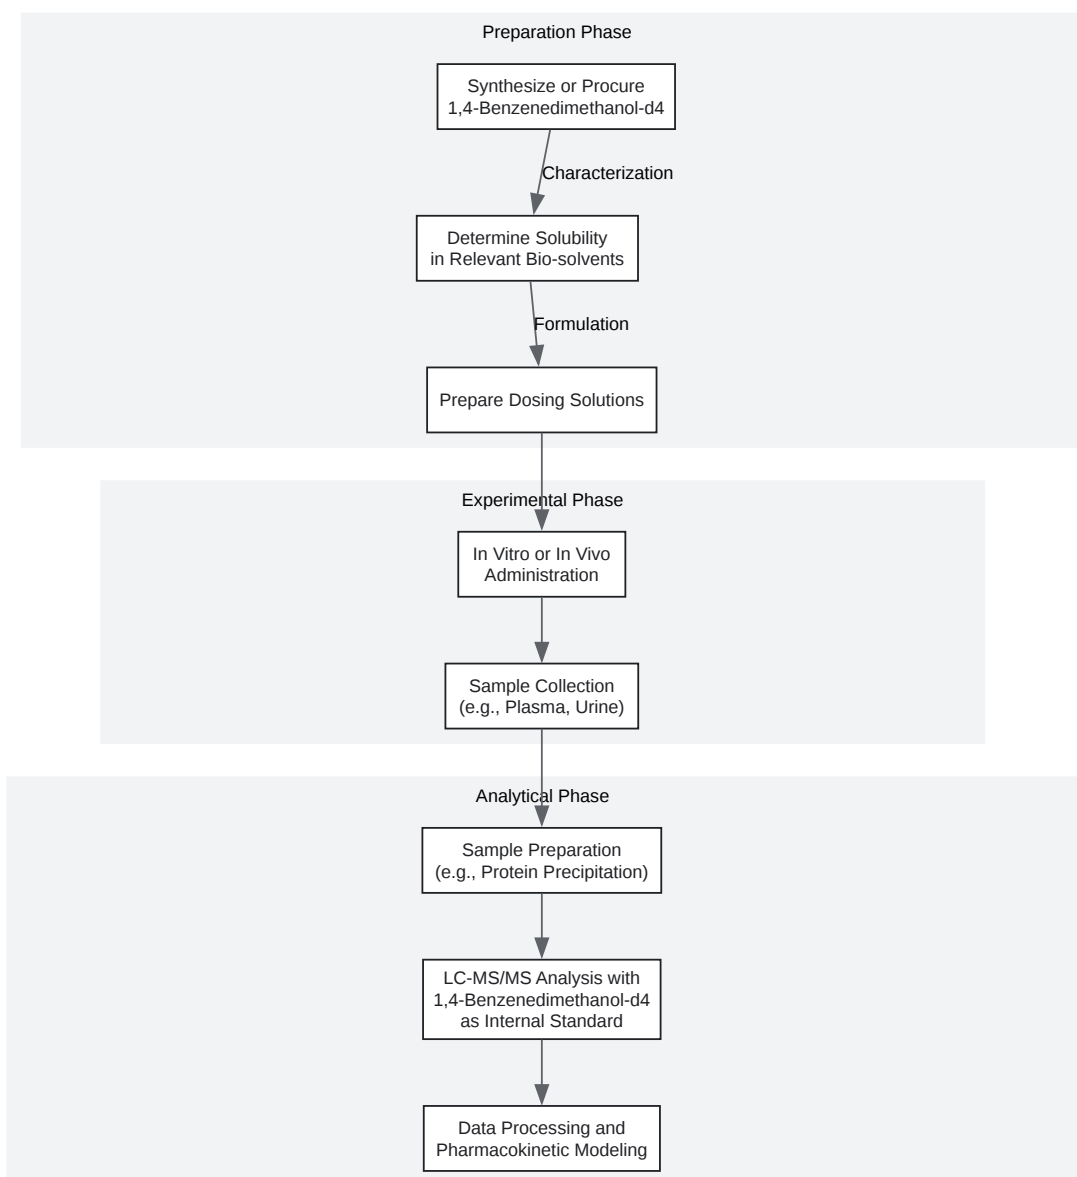 Preparation Phase
Synthesize or Procure
1,4-Benzenedimethanol-d4
Characterization
Determine Solubility
in Relevant Bio-solvents
Formulation
Prepare Dosing Solutions
Experimental Phase
In Vitro or In Vivo
Administration
Sample Collection
(e.g., Plasma, Urine)
Analytical Phase
Sample Preparation
(e.g., Protein Precipitation)
LC-MS/MS Analysis with
1,4-Benzenedimethanol-d4
as Internal Standard
Data Processing and
Pharmacokinetic Modeling